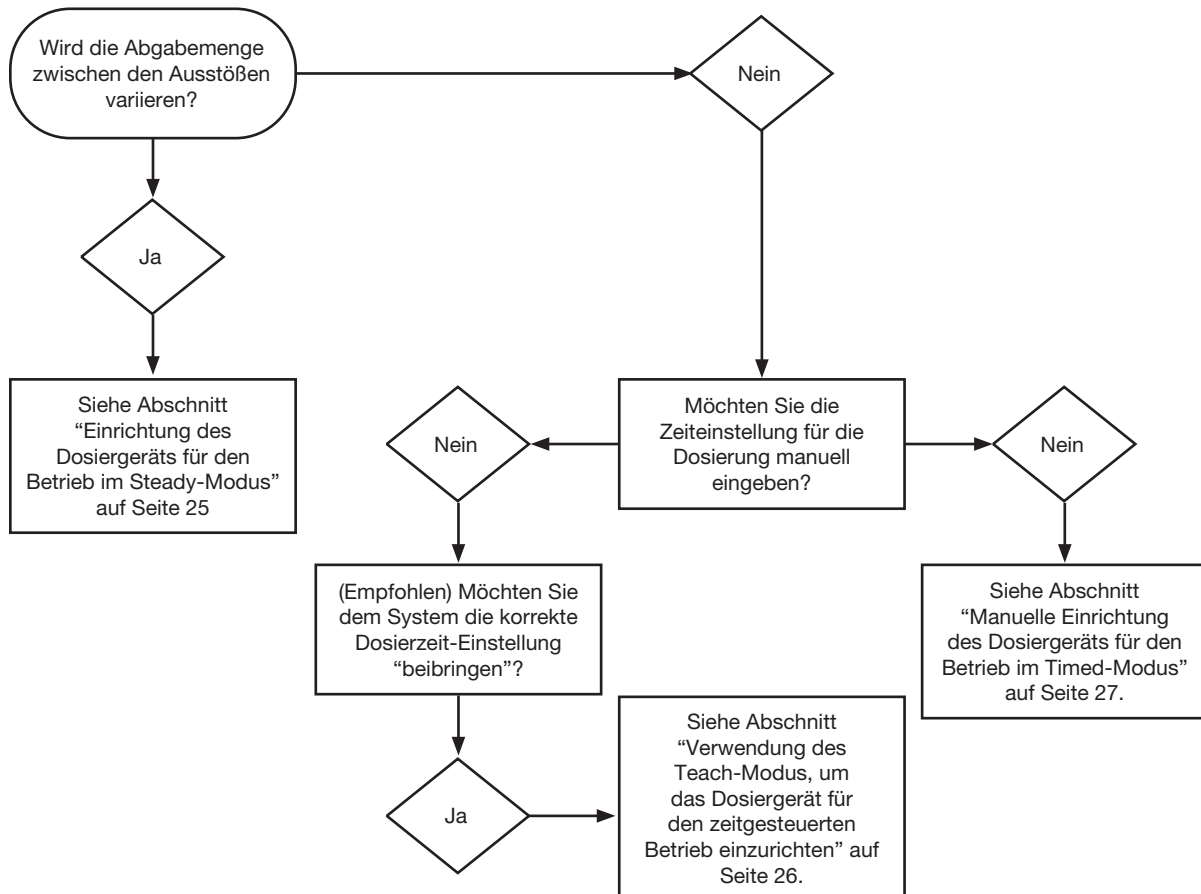 Wird die Abgabemenge
zwischen den Ausstößen
variieren?
Nein
Ja
Siehe Abschnitt
“Einrichtung des
Dosiergeräts für den
Betrieb im Steady-Modus”
auf Seite 25
Nein
Möchten Sie die
Zeiteinstellung für die
Dosierung manuell
eingeben?
Nein
(Empfohlen) Möchten Sie
dem System die korrekte
Dosierzeit-Einstellung
“beibringen”?
Siehe Abschnitt
“Manuelle Einrichtung
des Dosiergeräts für den
Betrieb im Timed-Modus”
auf Seite 27.
Ja
Siehe Abschnitt
“Verwendung des
Teach-Modus, um
das Dosiergerät für
den zeitgesteuerten
Betrieb einzurichten” auf
Seite 26.